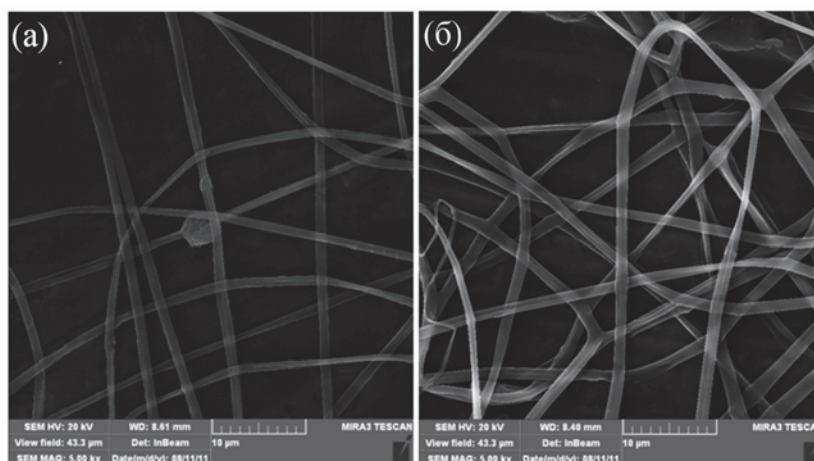 (а)
SEM HV: 20 kV WD: 8.61 mm MIRA3 TESCAN
View field: 43.3 µm Det: InBeam 10 µm
SEM MAG: 5.00 kx Date(m/d/y): 08/11/11
(б)
SEM HV: 20 kV WD: 8.40 mm MIRA3 TESCAN
View field: 43.3 µm Det: InBeam 10 µm
SEM MAG: 5.00 kx Date(m/d/y): 08/11/11